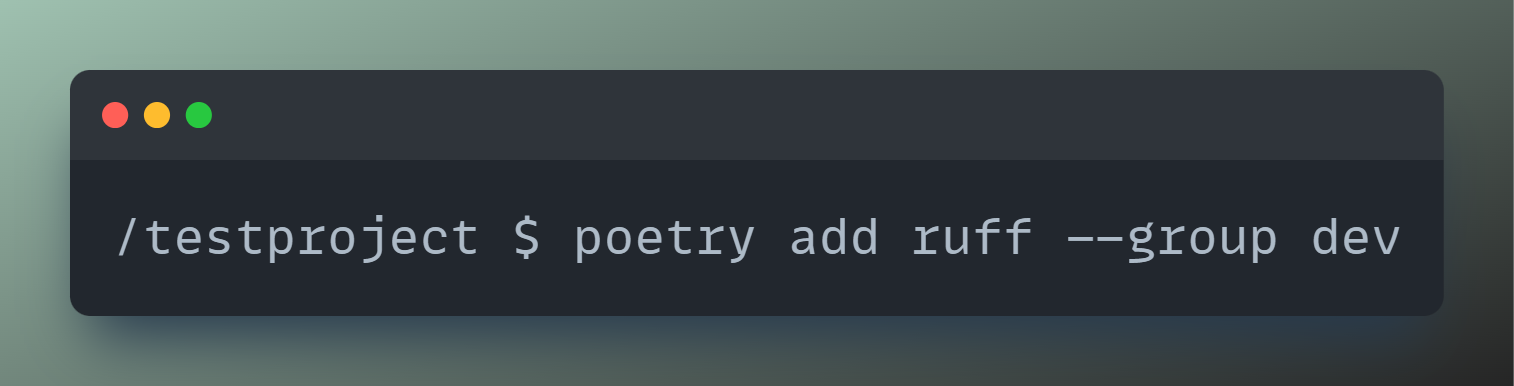 /testproject $ poetry add ruff --group dev